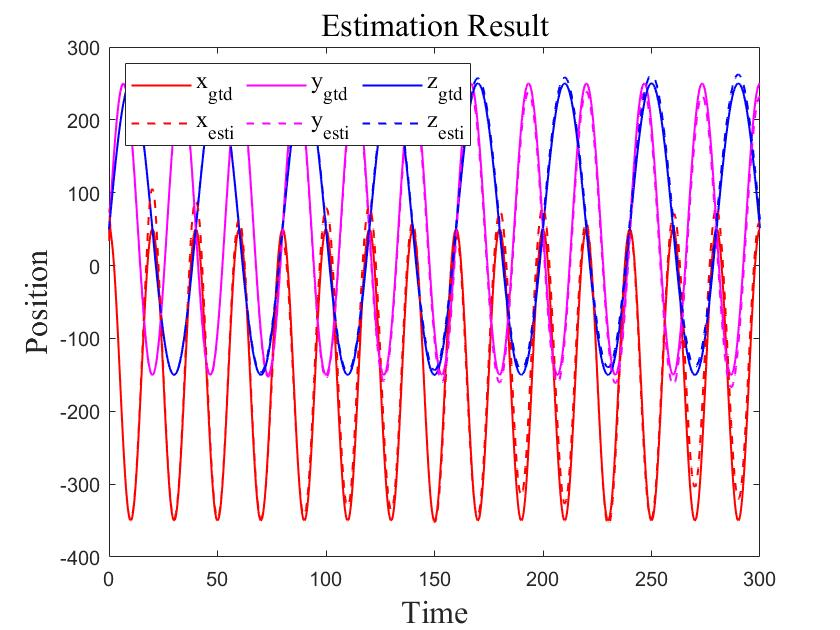 Estimation Result
300
200
100
0
-100
-200
-300
-400
Position
x_gtd y_gtd z_gtd
x_esti y_esti z_esti
0 50 100 150 200 250 300
Time